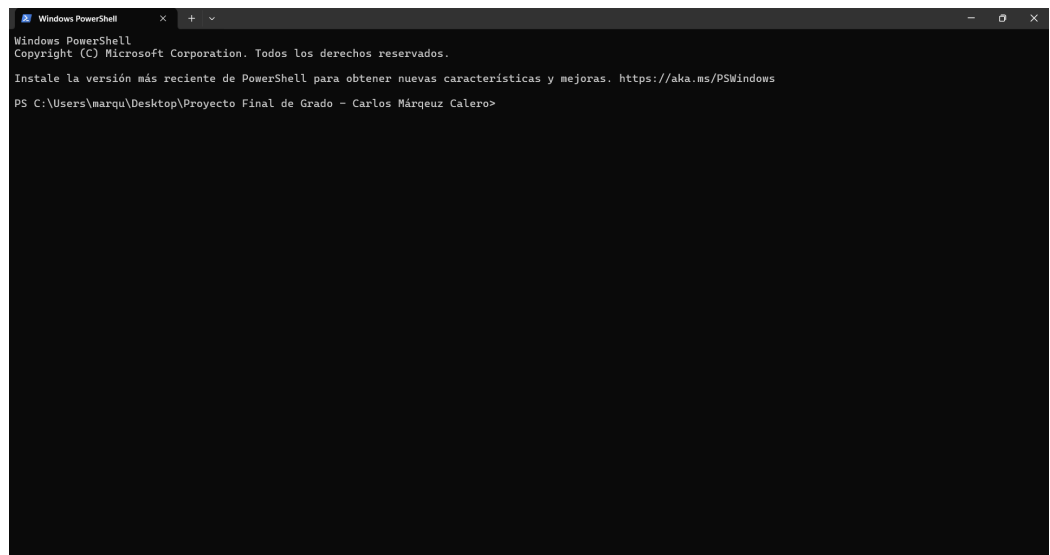 Windows PowerShell
Windows PowerShell
Copyright (C) Microsoft Corporation. Todos los derechos reservados.
Instale la versión más reciente de PowerShell para obtener nuevas características y mejoras. https://aka.ms/PSWindows
PS C:\Users\marqu\Desktop\Proyecto Final de Grado - Carlos Márqeuz Calero>